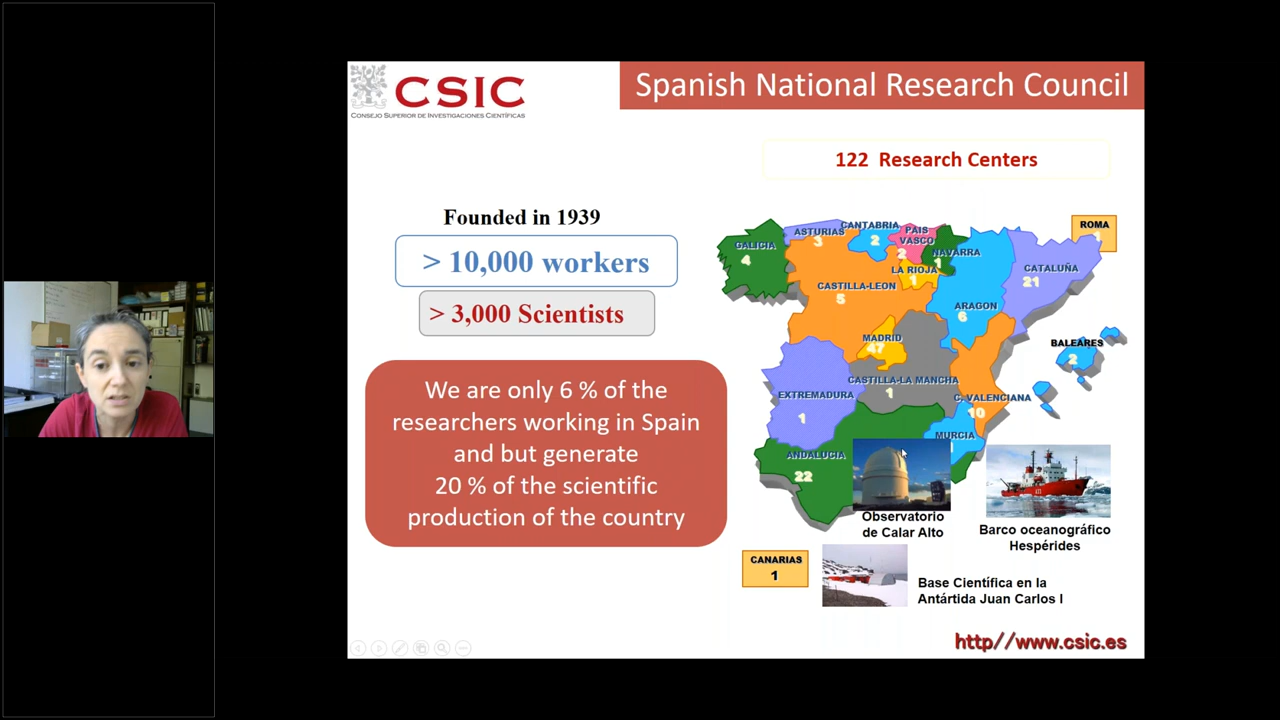 CSIC
CONSEJO SUPERIOR DE INVESTIGACIONES CIENTÍFICAS
Spanish National Research Council
122 Research Centers
Founded in 1939
> 10,000 workers
> 3,000 Scientists
We are only 6 % of the
researchers working in Spain
and but generate
20 % of the scientific
production of the country
GALICIA
4
ASTURIAS
3
CANTABRIA
2
PAIS
VASCO
2
NAVARRA
1
LA RIOJA
1
CASTILLA-LEON
5
ARAGON
6
CATALUÑA
21
ROMA
MADRID
47
BALEARES
2
CASTILLA-LA MANCHA
1
EXTREMADURA
1
C. VALENCIANA
10
MURCIA
ANDALUCIA
22
Observatorio
de Calar Alto
Barco oceanográfico
Hespérides
CANARIAS
1
Base Científica en la
Antártida Juan Carlos I
http//www.csic.es